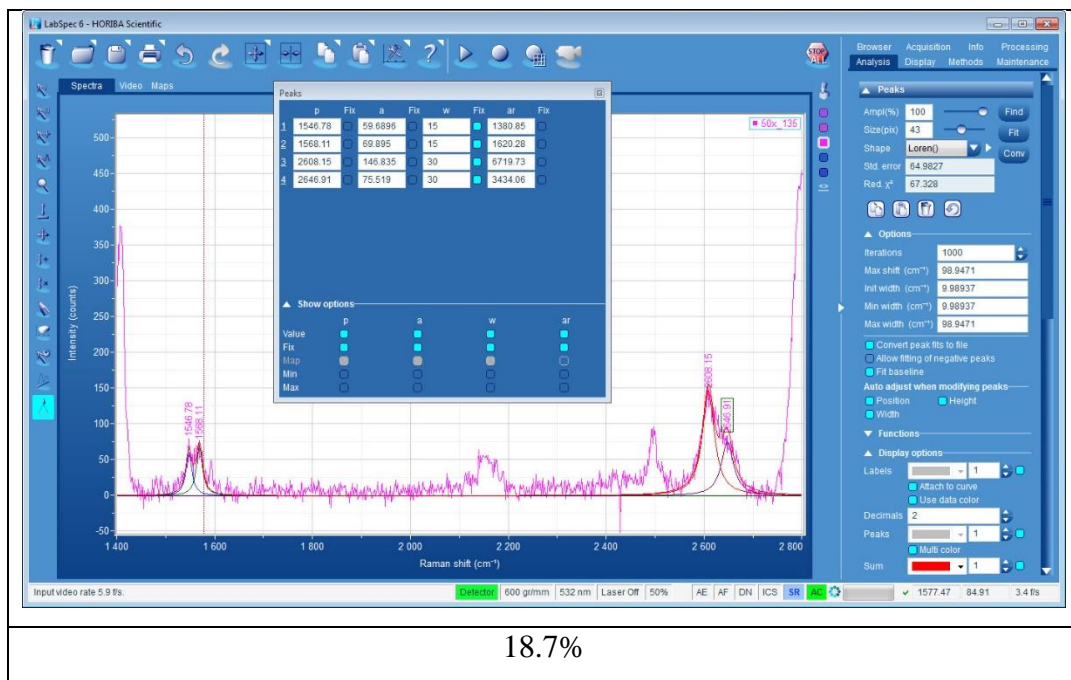 LabSpec 6 - HORIBA Scientific
STOP ALL
Browser Acquisition Info Processing
Analysis Display Methods Maintenance
Spectra Video Maps
Peaks
p Fix a Fix w Fix ar Fix
1 1546.78 59.6896 15 1380.85
2 1568.11 69.895 15 1620.28
3 2608.15 146.835 30 6719.73
4 2646.91 75.519 30 3434.06
Show options
p a w ar
Value
Fix
Map
Min
Max
50x_135
Intensity (counts)
500
450
400
350
300
250
200
150
100
50
0
-50
1546.78
1568.11
2608.15
2646.91
1 400 1 600 1 800 2 000 2 200 2 400 2 600 2 800
Raman shift (cm⁻¹)
Peaks
Ampl(%) 100 Find
Size(pix) 43 Fit
Shape Loren() Conv
Std. error 64.9827
Red. χ² 67.328
Options
Iterations 1000
Max shift (cm⁻¹) 98.9471
Init width (cm⁻¹) 9.98937
Min width (cm⁻¹) 9.98937
Max width (cm⁻¹) 98.9471
Convert peak fits to file
Allow fitting of negative peaks
Fit baseline
Auto adjust when modifying peaks
Position Height
Width
Functions
Display options
Labels 1
Attach to curve
Use data color
Decimals 2
Peaks 1
Multi color
Sum 1
Input video rate 5.9 f/s. Detector 600 gr/mm 532 nm Laser Off 50% AE AF DN ICS SR AC 1577.47 84.91 3.4 f/s
18.7%